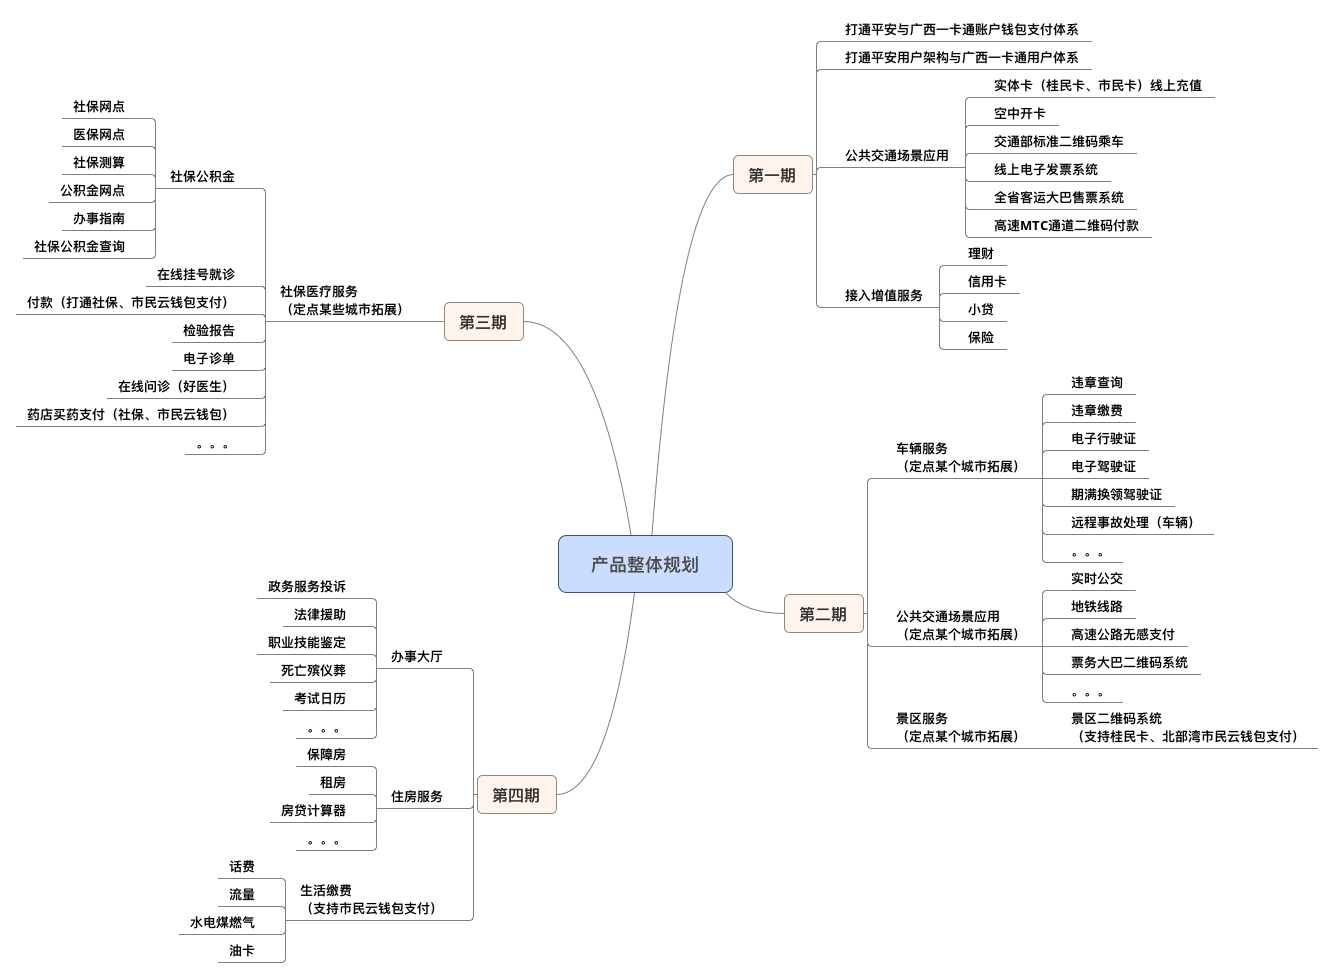 产品整体规划
第一期
打通平安与广西一卡通账户钱包支付体系
打通平安用户架构与广西一卡通用户体系
公共交通场景应用
实体卡（桂民卡、市民卡）线上充值
空中开卡
交通部标准二维码乘车
线上电子发票系统
全省客运大巴售票系统
高速MTC通道二维码付款
接入增值服务
理财
信用卡
小贷
保险
第二期
车辆服务
（定点某个城市拓展）
违章查询
违章缴费
电子行驶证
电子驾驶证
期满换领驾驶证
远程事故处理（车辆）
。。。
公共交通场景应用
（定点某个城市拓展）
实时公交
地铁线路
高速公路无感支付
票务大巴二维码系统
。。。
景区服务
（定点某个城市拓展）
景区二维码系统
（支持桂民卡、北部湾市民云钱包支付）
第三期
社保医疗服务
（定点某些城市拓展）
社保公积金
社保网点
医保网点
社保测算
公积金网点
办事指南
社保公积金查询
在线挂号就诊
付款（打通社保、市民云钱包支付）
检验报告
电子诊单
在线问诊（好医生）
药店买药支付（社保、市民云钱包）
。。。
第四期
办事大厅
政务服务投诉
法律援助
职业技能鉴定
死亡殡仪葬
考试日历
。。。
住房服务
保障房
租房
房贷计算器
。。。
生活缴费
（支持市民云钱包支付）
话费
流量
水电煤燃气
油卡